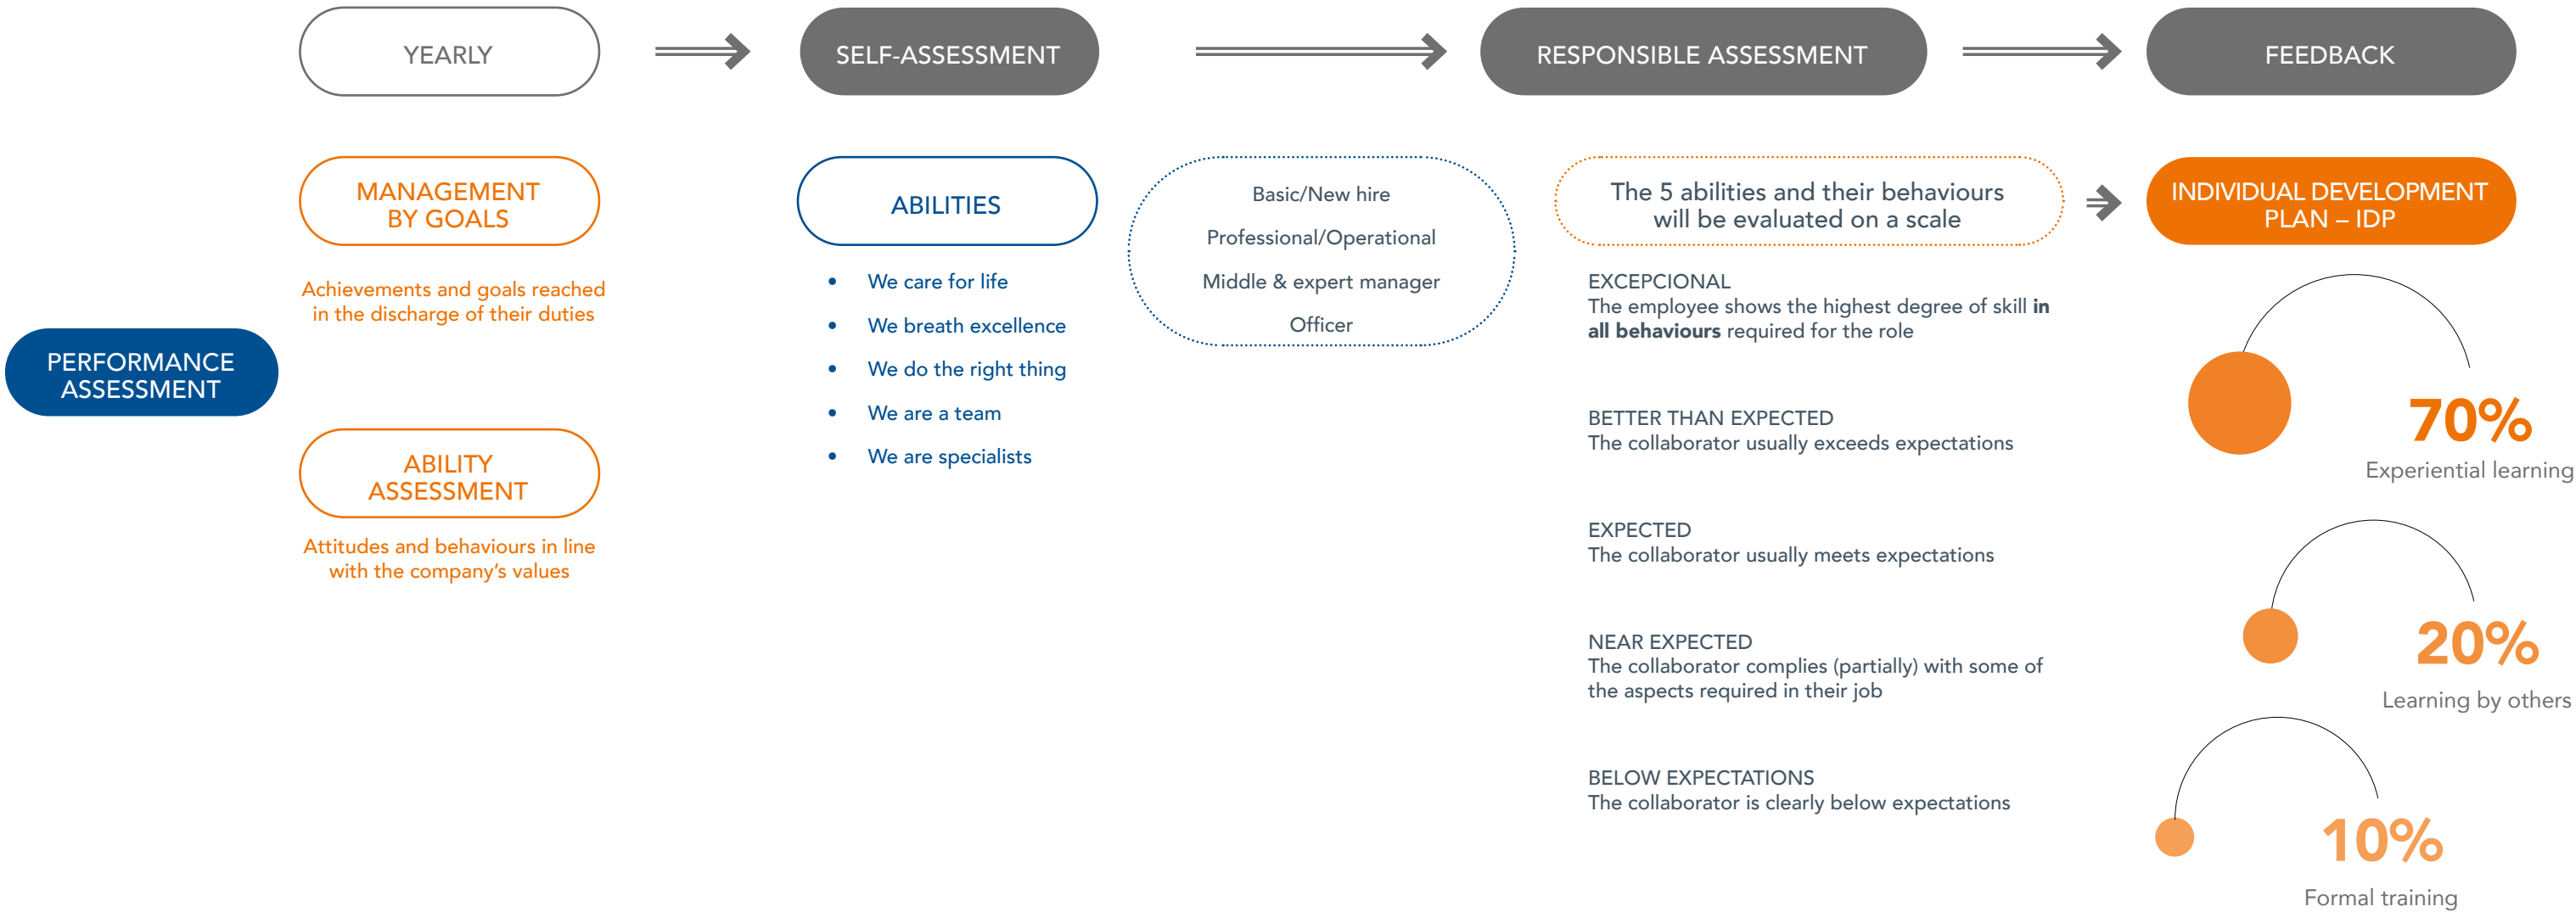 YEARLY
SELF-ASSESSMENT
RESPONSIBLE ASSESSMENT
FEEDBACK
PERFORMANCE
ASSESSMENT
MANAGEMENT
BY GOALS
Achievements and goals reached
in the discharge of their duties
ABILITY
ASSESSMENT
Attitudes and behaviours in line
with the company's values
ABILITIES
• We care for life
• We breath excellence
• We do the right thing
• We are a team
• We are specialists
Basic/New hire
Professional/Operational
Middle & expert manager
Officer
The 5 abilities and their behaviours
will be evaluated on a scale
EXCEPCIONAL
The employee shows the highest degree of skill in
all behaviours required for the role
BETTER THAN EXPECTED
The collaborator usually exceeds expectations
EXPECTED
The collaborator usually meets expectations
NEAR EXPECTED
The collaborator complies (partially) with some of
the aspects required in their job
BELOW EXPECTATIONS
The collaborator is clearly below expectations
INDIVIDUAL DEVELOPMENT
PLAN – IDP
70%
Experiential learning
20%
Learning by others
10%
Formal training